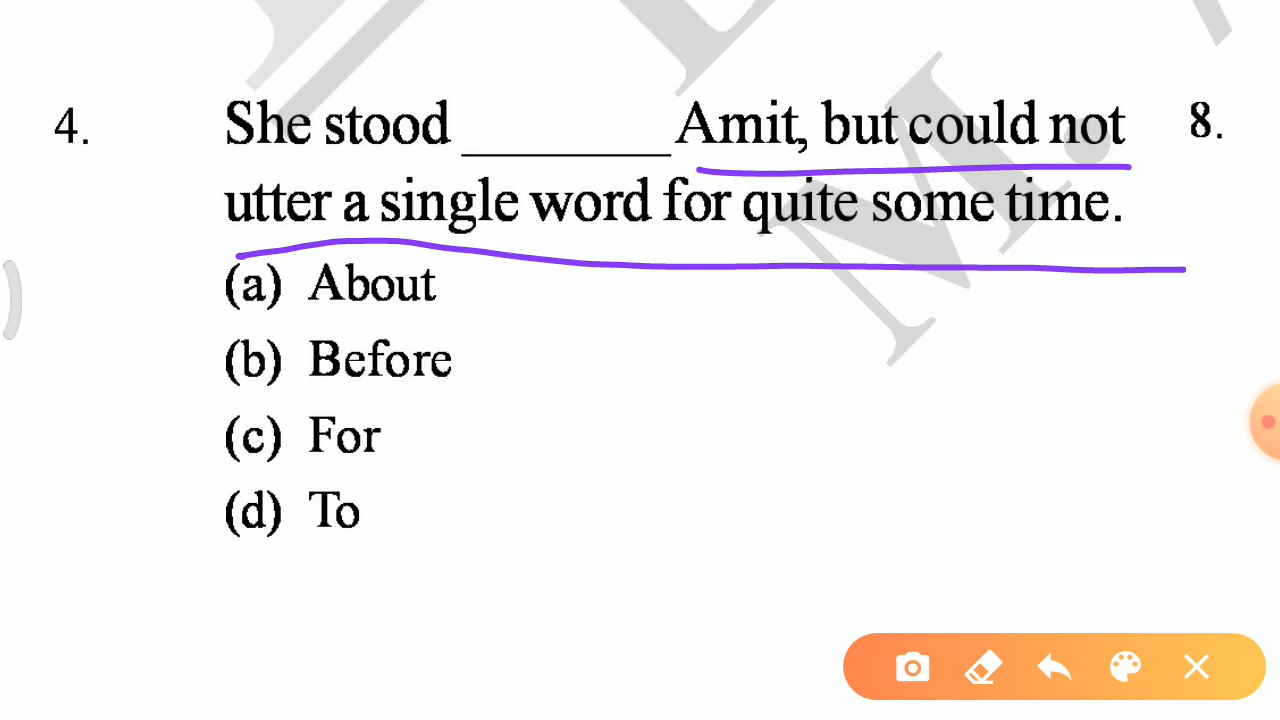 4. She stood ________ Amit, but could not 8.
utter a single word for quite some time.
(a) About
(b) Before
(c) For
(d) To